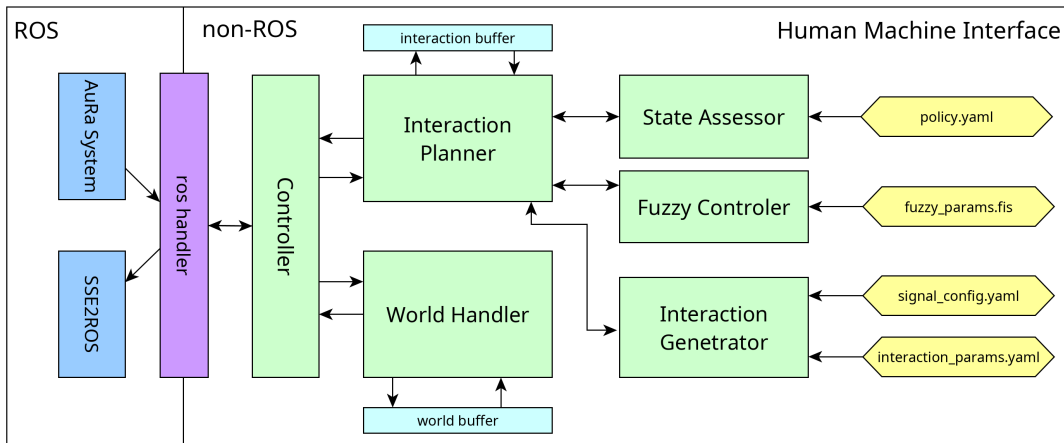 ROS
non-ROS
Human Machine Interface
AuRa System
SSE2ROS
ros handler
Controller
interaction buffer
Interaction
Planner
World Handler
world buffer
State Assessor
Fuzzy Controler
Interaction
Genetrator
policy.yaml
fuzzy_params.fis
signal_config.yaml
interaction_params.yaml